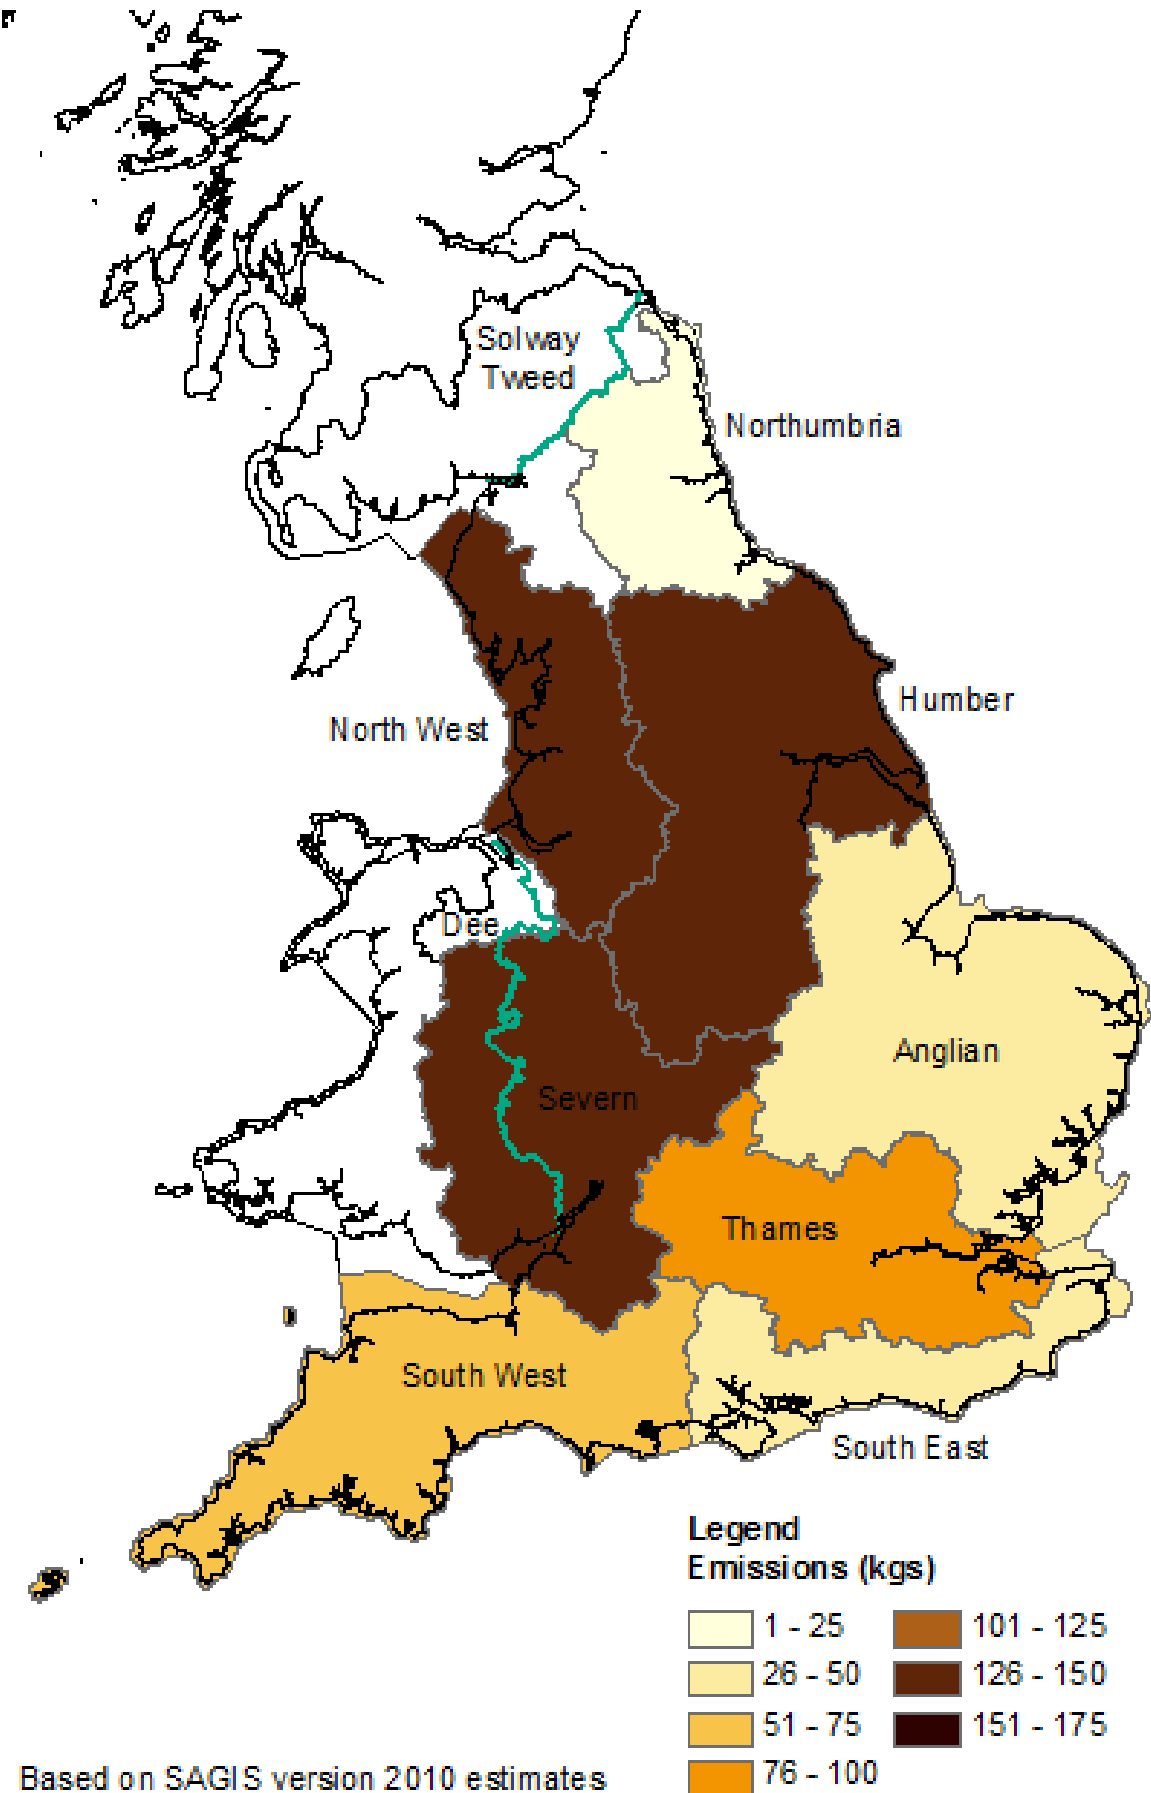 Solway
Tweed
Northumbria
Humber
North West
Dee
Anglian
Severn
Thames
South West
South East
Legend
Emissions (kgs)
1 - 25
101 - 125
26 - 50
126 - 150
51 - 75
151 - 175
76 - 100
Based on SAGIS version 2010 estimates